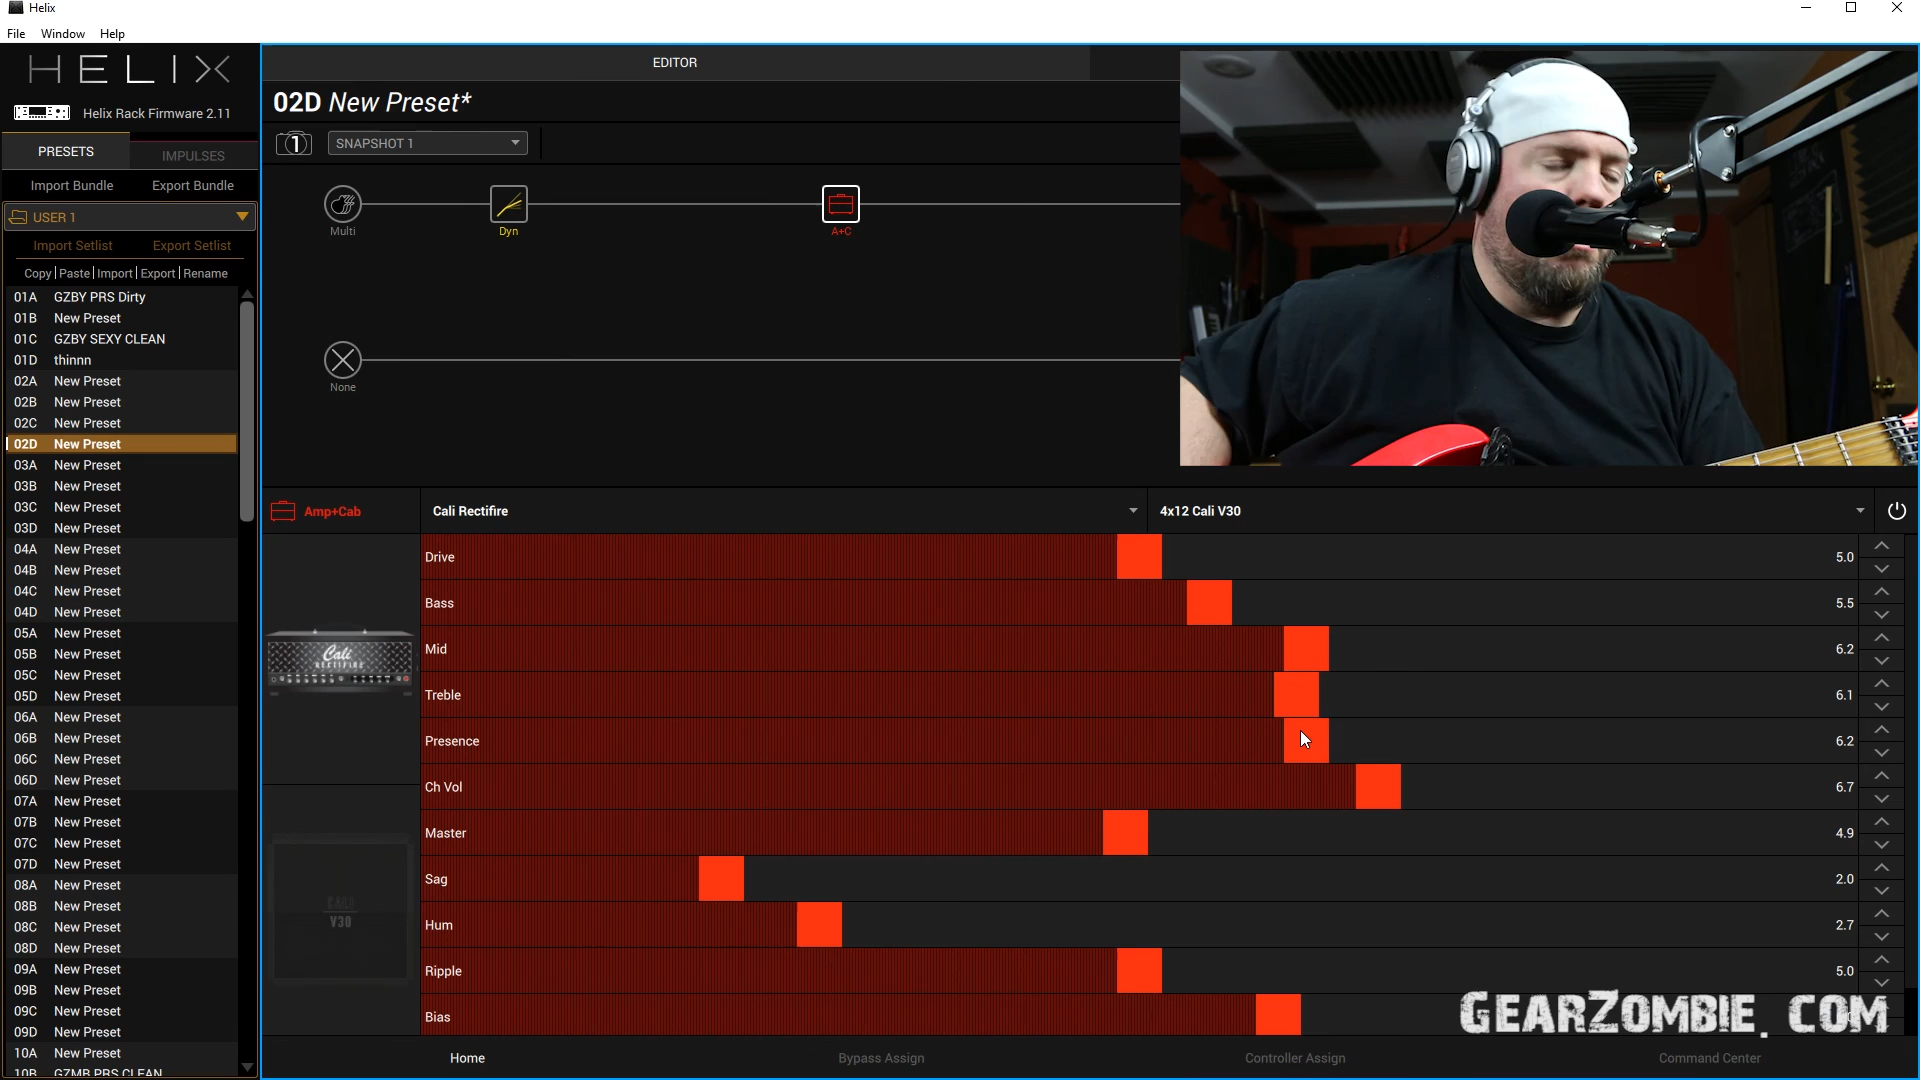 Helix
File Window Help
HELIX
Helix Rack Firmware 2.11
PRESETS IMPULSES
Import Bundle Export Bundle
USER 1
Import Setlist Export Setlist
Copy | Paste | Import | Export | Rename
01A GZBY PRS Dirty
01B New Preset
01C GZBY SEXY CLEAN
01D thinnn
02A New Preset
02B New Preset
02C New Preset
02D New Preset
03A New Preset
03B New Preset
03C New Preset
03D New Preset
04A New Preset
04B New Preset
04C New Preset
04D New Preset
05A New Preset
05B New Preset
05C New Preset
05D New Preset
06A New Preset
06B New Preset
06C New Preset
06D New Preset
07A New Preset
07B New Preset
07C New Preset
07D New Preset
08A New Preset
08B New Preset
08C New Preset
08D New Preset
09A New Preset
09B New Preset
09C New Preset
09D New Preset
10A New Preset
10B GZMB PRS CLEAN
EDITOR
02D New Preset*
1 SNAPSHOT 1
Multi Dyn A+C
None
Amp+Cab Cali Rectifire 4x12 Cali V30
Cali
RECTIFIRE
CALI
V30
Drive 5.0
Bass 5.5
Mid 6.2
Treble 6.1
Presence 6.2
Ch Vol 6.7
Master 4.9
Sag 2.0
Hum 2.7
Ripple 5.0
Bias
GEARZOMBIE.COM
Home Bypass Assign Controller Assign Command Center